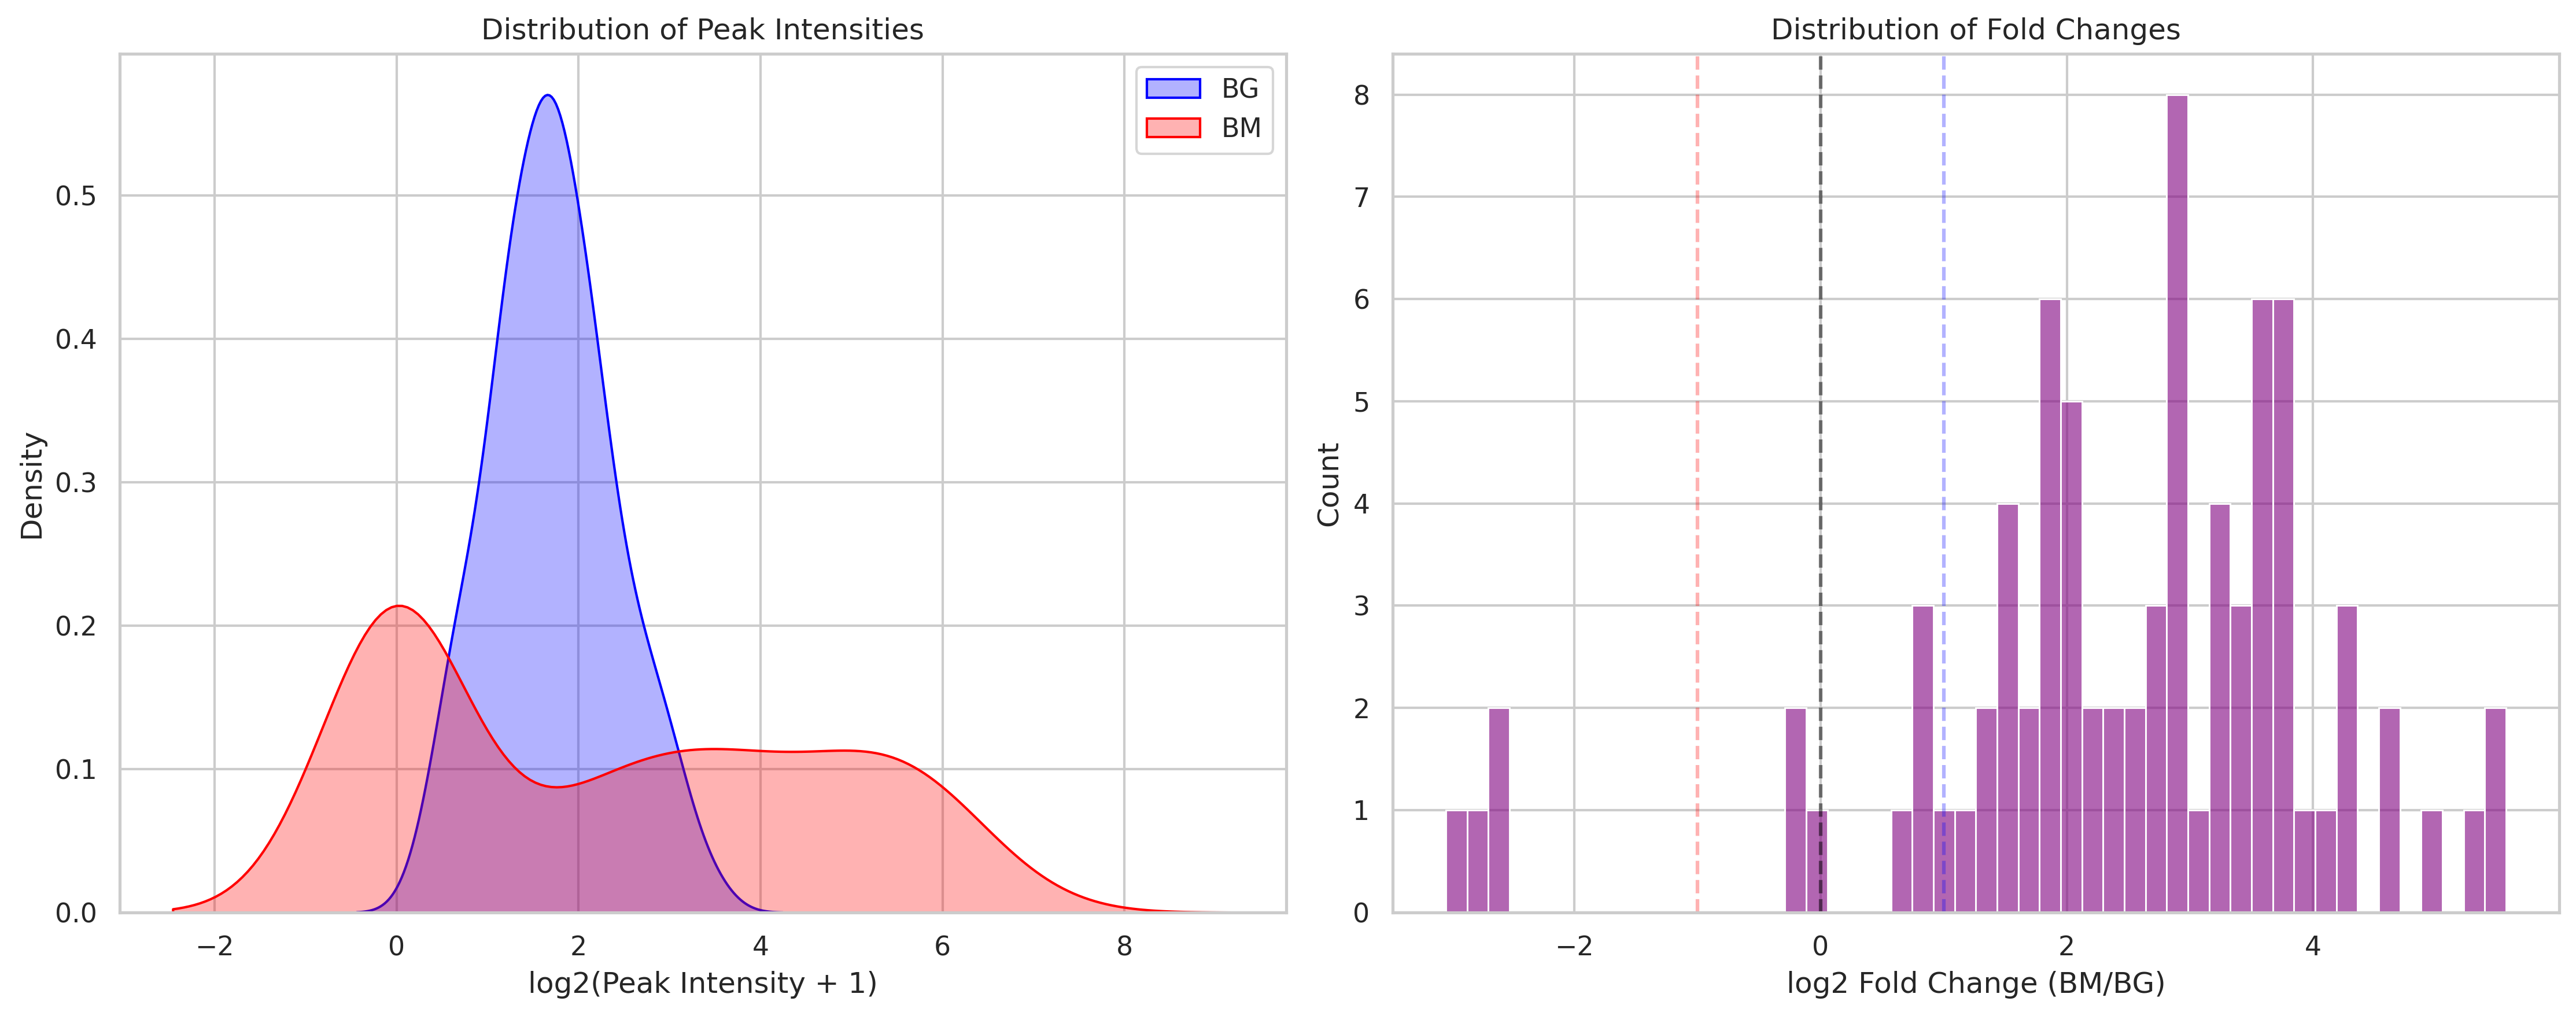 Distribution of Peak Intensities
BG
BM
Density
0.5
0.4
0.3
0.2
0.1
0.0
−2 0 2 4 6 8
log2(Peak Intensity + 1)
Distribution of Fold Changes
Count
8
7
6
5
4
3
2
1
0
−2 0 2 4
log2 Fold Change (BM/BG)